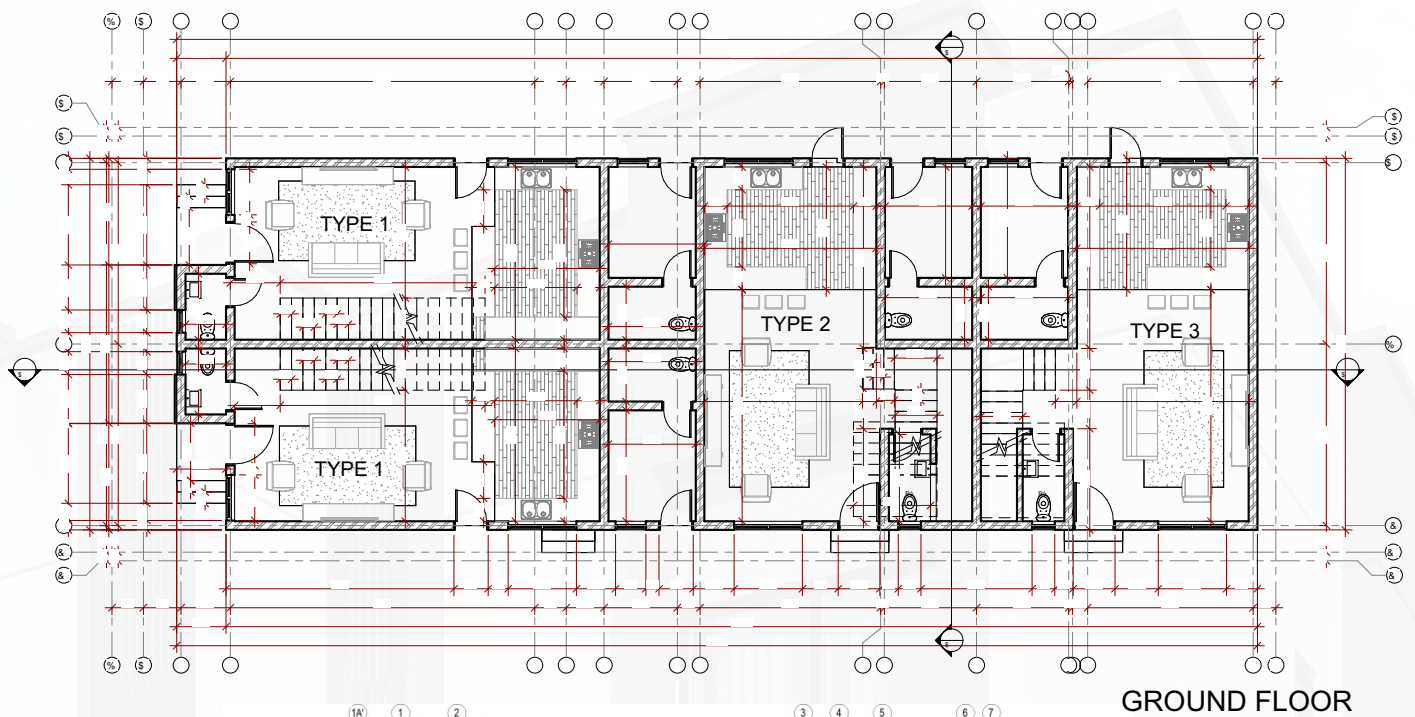 % $
$ $
$ $
$
TYPE 1
TYPE 2
TYPE 3
%
TYPE 1
&
& &
& &
% $
GROUND FLOOR
1A' 1 2 3 4 5 6 7